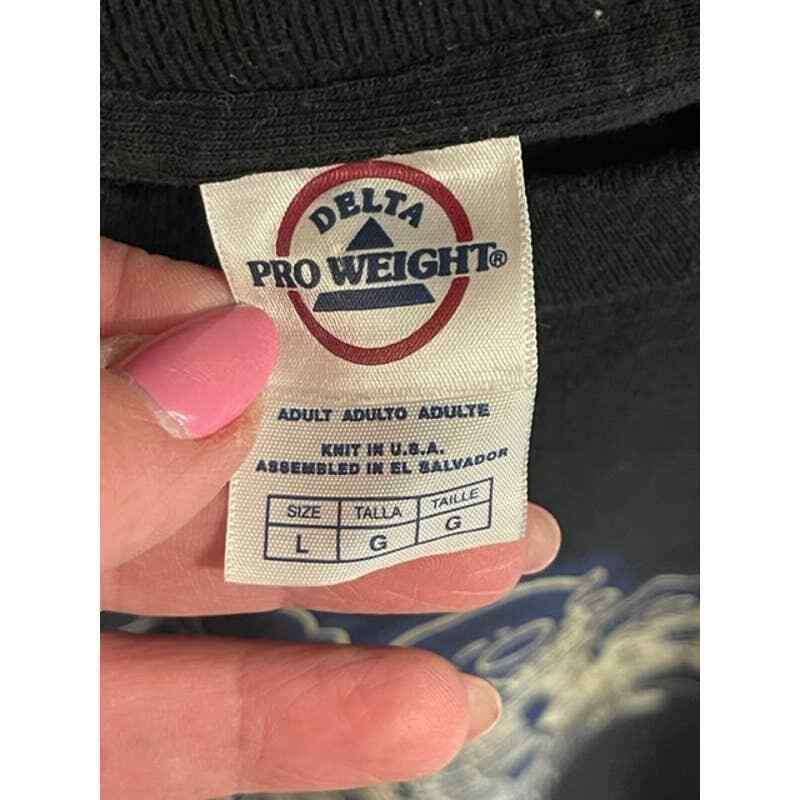 DELTA
PRO WEIGHT®
ADULT ADULTO ADULTE
KNIT IN U.S.A.
ASSEMBLED IN EL SALVADOR
SIZE TALLA TAILLE
L G G